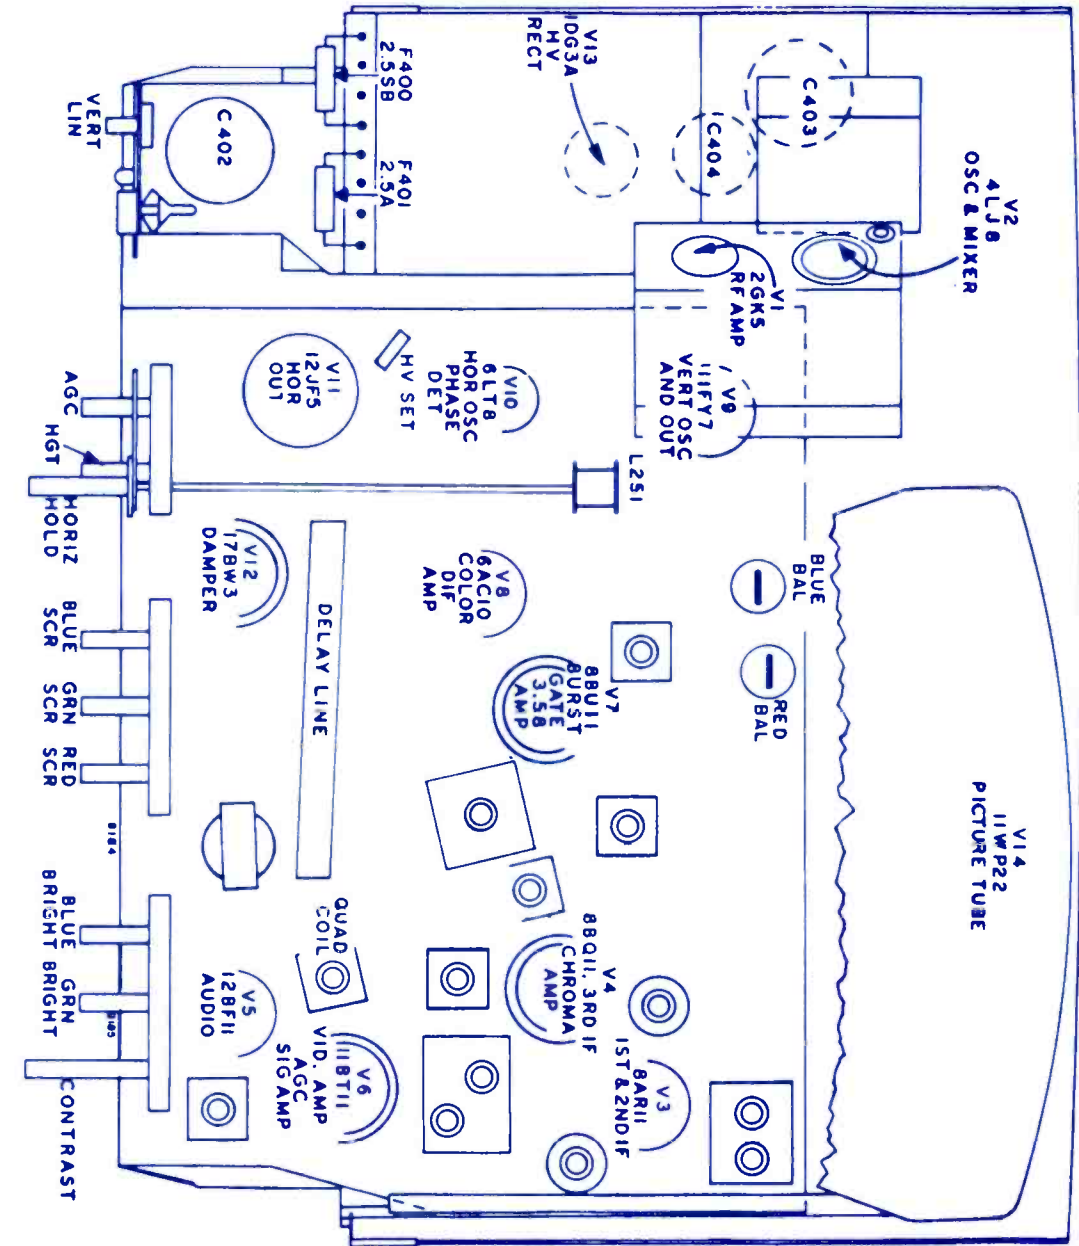 V13
1DG3A
HV
RECT
C403
C404
V2
4LJ8
OSC & MIXER
F400
2.5SB
F401
2.5A
C402
VERT
LIN
V1
2GK5
RF AMP
V9
11FY7
VERT OSC
AND OUT
V10
6LT8
HOR OSC
PHASE
DET
HV SET
V11
12JF5
HOR
OUT
AGC
HGT
HORIZ
HOLD
L251
V12
17BW3
DAMPER
DELAY LINE
V8
6AC10
COLOR
DIF
AMP
BLUE
BAL
RED
BAL
V7
8BU11
BURST
GATE
3.58
AMP
BLUE
SCR
GRN
SCR
RED
SCR
V14
11WP22
PICTURE TUBE
8184
BLUE
BRIGHT
GRN
BRIGHT
QUAD
COIL
V4
8BQ11, 3RD IF
CHROMA
AMP
V5
12BF11
AUDIO
V6
11BT11
VID. AMP
AGC
SIG AMP
V3
8AR11
1ST & 2ND IF
CONTRAST